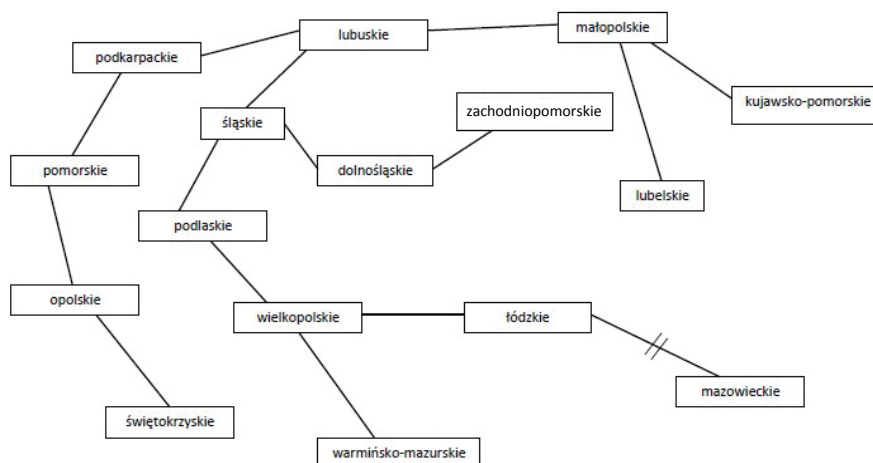 lubuskie
małopolskie
podkarpackie
kujawsko-pomorskie
zachodniopomorskie
śląskie
pomorskie
dolnośląskie
lubelskie
podlaskie
opolskie
wielkopolskie
łódzkie
mazowieckie
świętokrzyskie
warmińsko-mazurskie